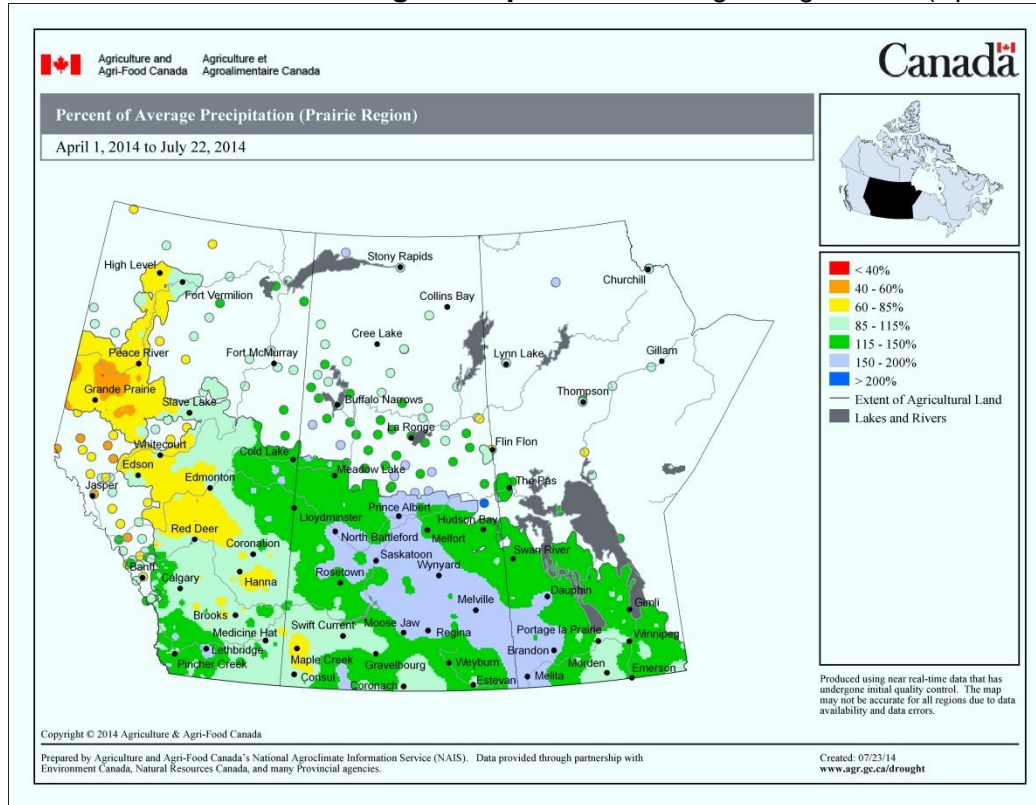 Agriculture and
Agri-Food Canada
Agriculture et
Agroalimentaire Canada
Canada
Percent of Average Precipitation (Prairie Region)
April 1, 2014 to July 22, 2014
High Level
Fort Vermilion
Stony Rapids
Churchill
Collins Bay
Cree Lake
Peace River
Fort McMurray
Lynn Lake
Gillam
Grande Prairie
Slave Lake
Buffalo Narrows
Thompson
La Ronge
Flin Flon
Whitecourt
Cold Lake
Edson
Edmonton
Meadow Lake
The Pas
Jasper
Lloydminster
Prince Albert
Hudson Bay
Red Deer
North Battleford
Melfort
Coronation
Saskatoon
Swan River
Banff
Hanna
Rosetown
Wynyard
Calgary
Dauphin
Melville
Gimli
Brooks
Swift Current
Moose Jaw
Regina
Portage la Prairie
Winnipeg
Medicine Hat
Lethbridge
Brandon
Pincher Creek
Maple Creek
Gravelbourg
Weyburn
Morden
Emerson
Consul
Coronach
Estevan
Melita
< 40%
40 - 60%
60 - 85%
85 - 115%
115 - 150%
150 - 200%
> 200%
Extent of Agricultural Land
Lakes and Rivers
Produced using near real-time data that has
undergone initial quality control. The map
may not be accurate for all regions due to data
availability and data errors.
Copyright © 2014 Agriculture & Agri-Food Canada
Prepared by Agriculture and Agri-Food Canada's National Agroclimate Information Service (NAIS). Data provided through partnership with
Environment Canada, Natural Resources Canada, and many Provincial agencies.
Created: 07/23/14
www.agr.gc.ca/drought